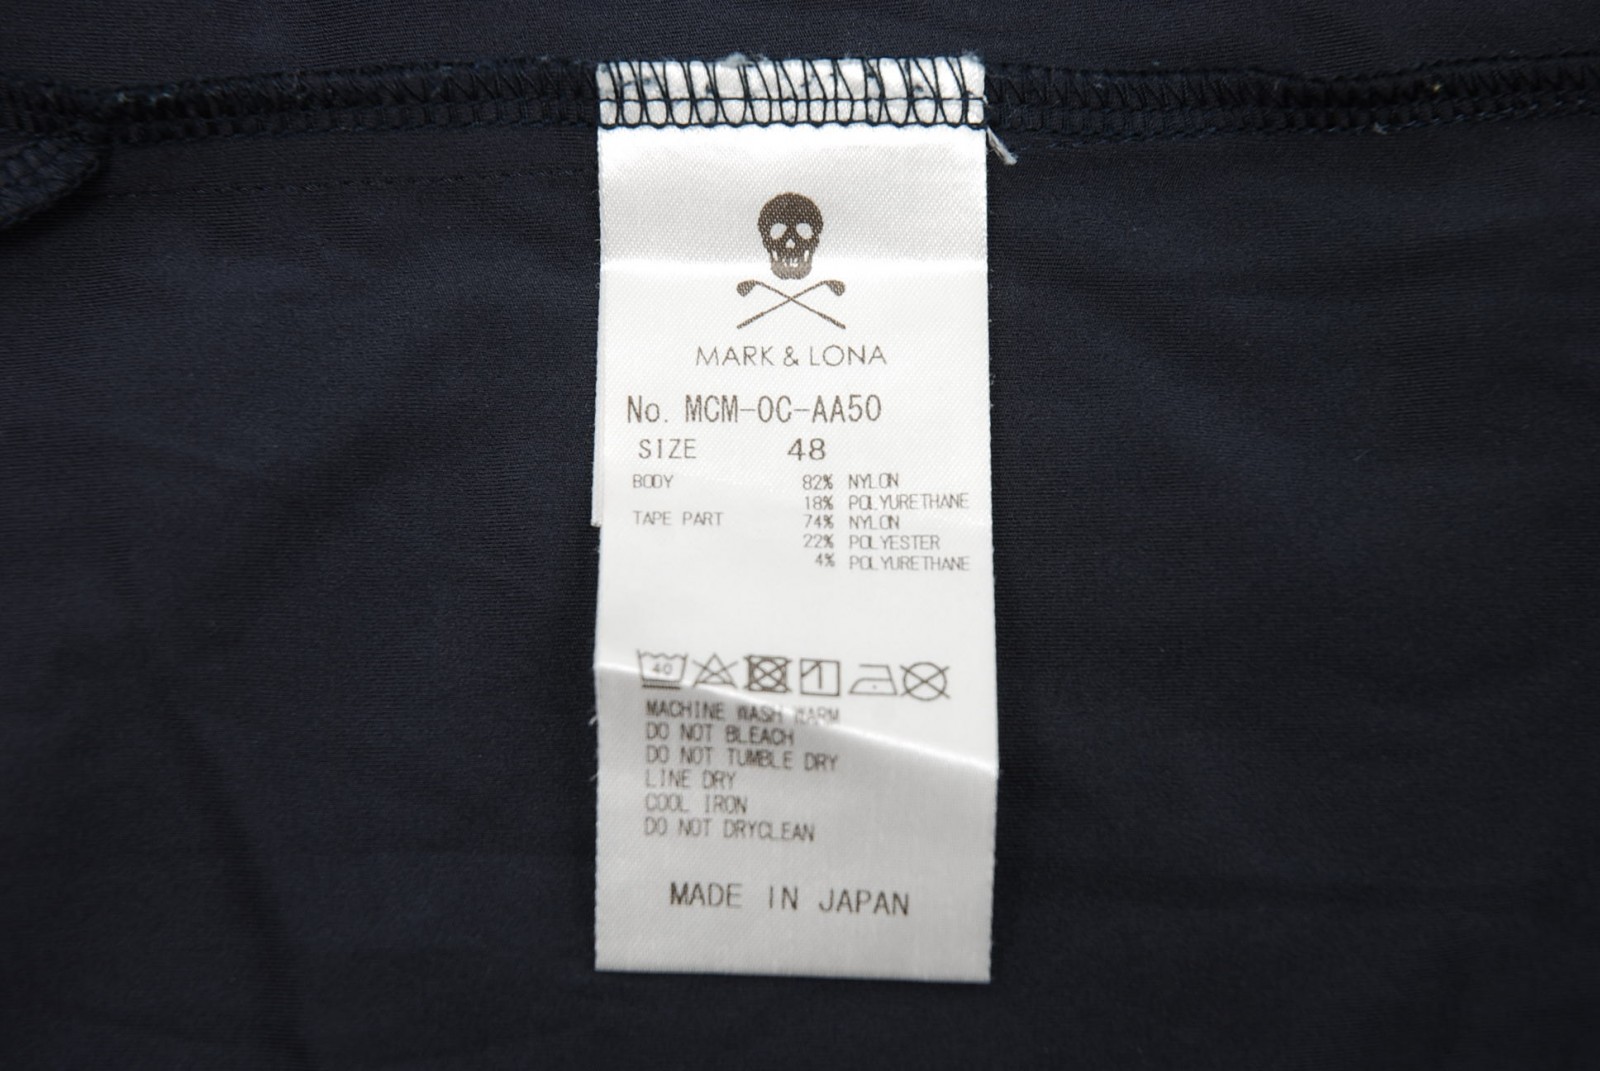 MARK & LONA
No. MCM-OC-AA50
SIZE 48
BODY 82% NYLON
18% POLYURETHANE
TAPE PART 74% NYLON
22% POLYESTER
4% POLYURETHANE
40
MACHINE WASH WARM
DO NOT BLEACH
DO NOT TUMBLE DRY
LINE DRY
COOL IRON
DO NOT DRYCLEAN
MADE IN JAPAN